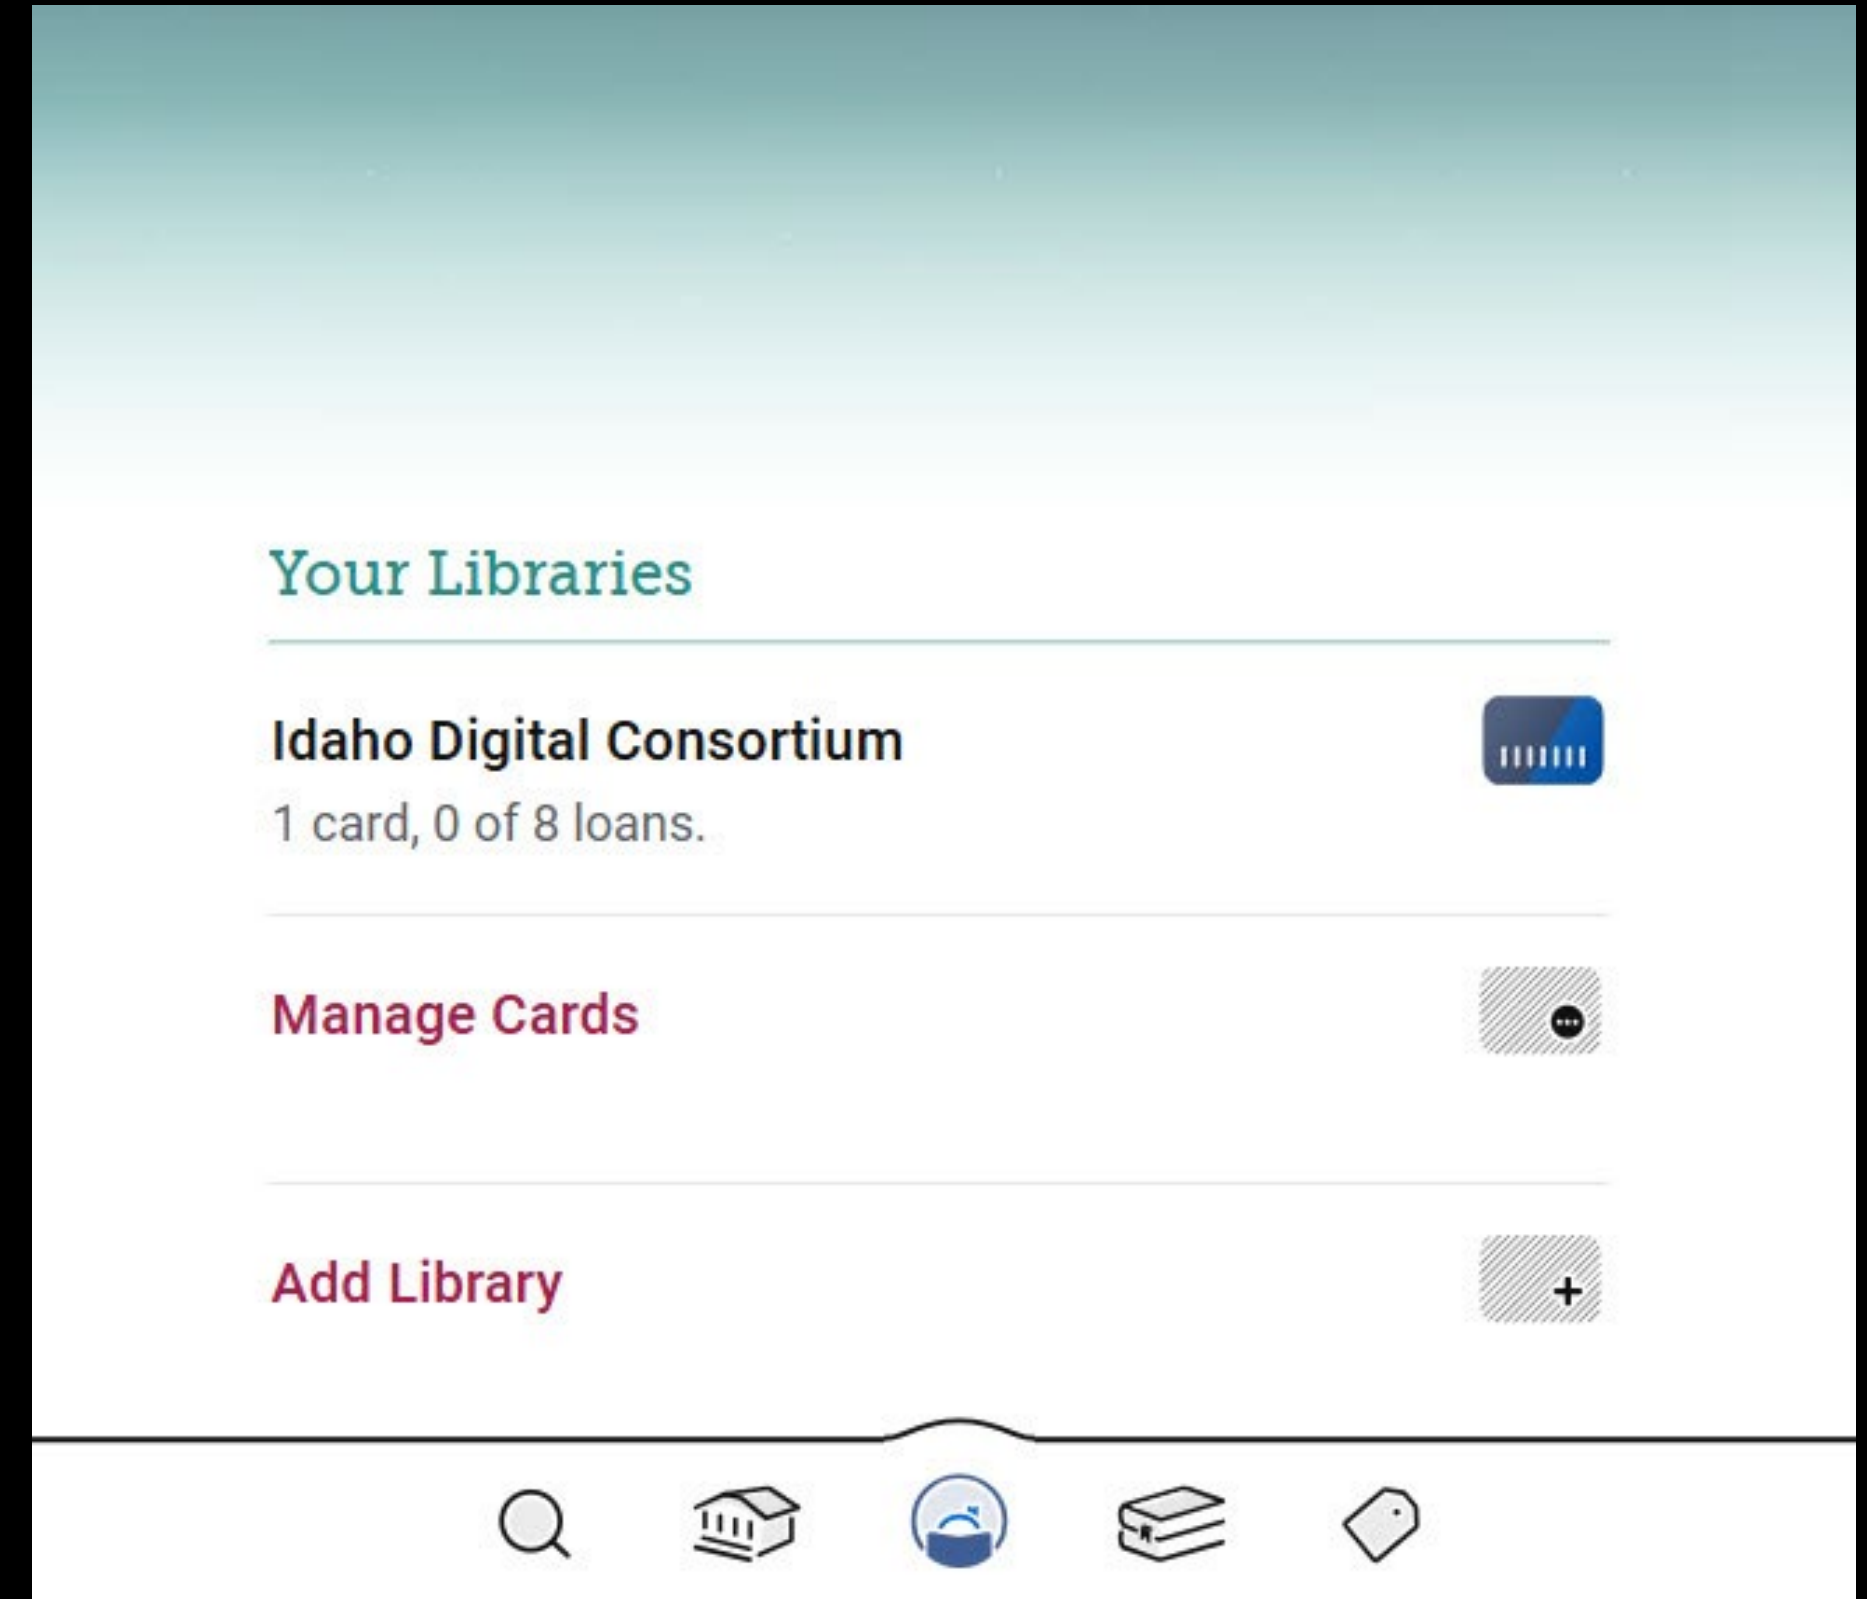 Your Libraries
Idaho Digital Consortium
1 card, 0 of 8 loans.
Manage Cards
Add Library